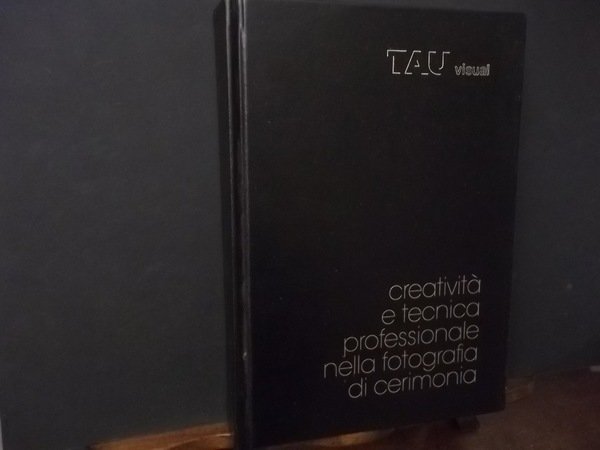 TAU visual
creatività
e tecnica
professionale
nella fotografia
di cerimonia